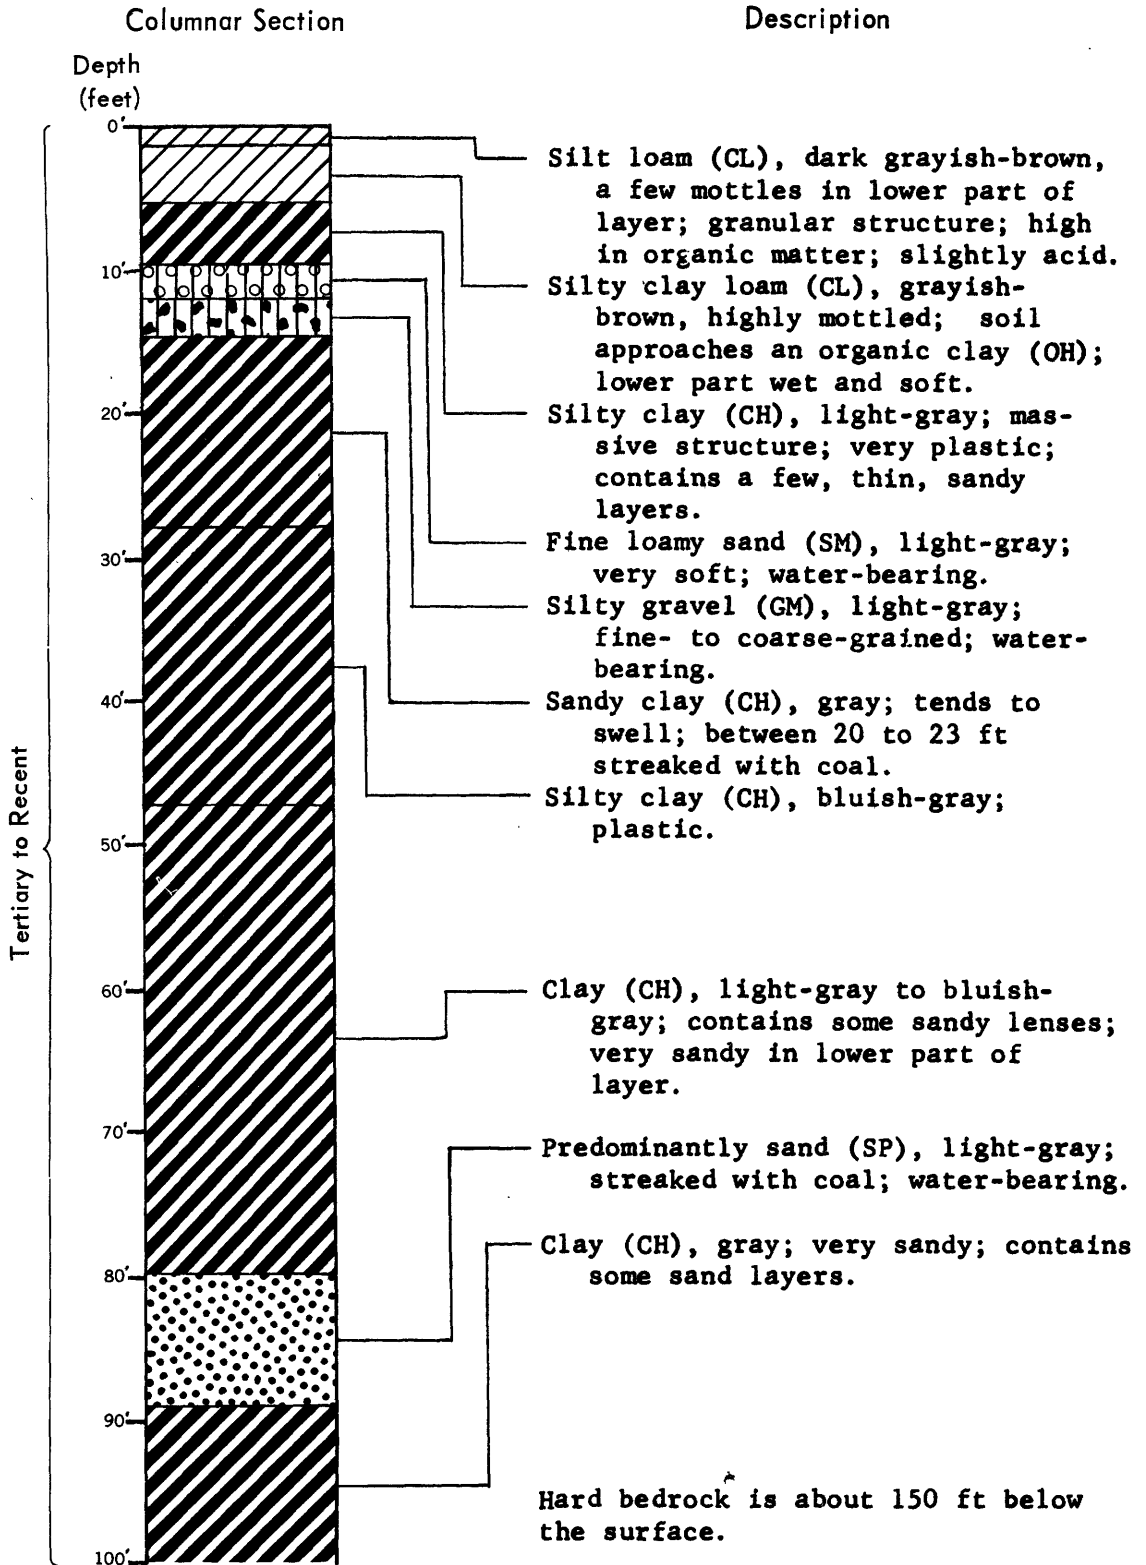 Columnar Section
Description
Depth
(feet)
0'
10'
20'
30'
40'
50'
60'
70'
80'
90'
100'
Tertiary to Recent
Silt loam (CL), dark grayish-brown,
a few mottles in lower part of
layer; granular structure; high
in organic matter; slightly acid.
Silty clay loam (CL), grayish-
brown, highly mottled; soil
approaches an organic clay (OH);
lower part wet and soft.
Silty clay (CH), light-gray; mas-
sive structure; very plastic;
contains a few, thin, sandy
layers.
Fine loamy sand (SM), light-gray;
very soft; water-bearing.
Silty gravel (GM), light-gray;
fine- to coarse-grained; water-
bearing.
Sandy clay (CH), gray; tends to
swell; between 20 to 23 ft
streaked with coal.
Silty clay (CH), bluish-gray;
plastic.
Clay (CH), light-gray to bluish-
gray; contains some sandy lenses;
very sandy in lower part of
layer.
Predominantly sand (SP), light-gray;
streaked with coal; water-bearing.
Clay (CH), gray; very sandy; contains
some sand layers.
Hard bedrock is about 150 ft below
the surface.